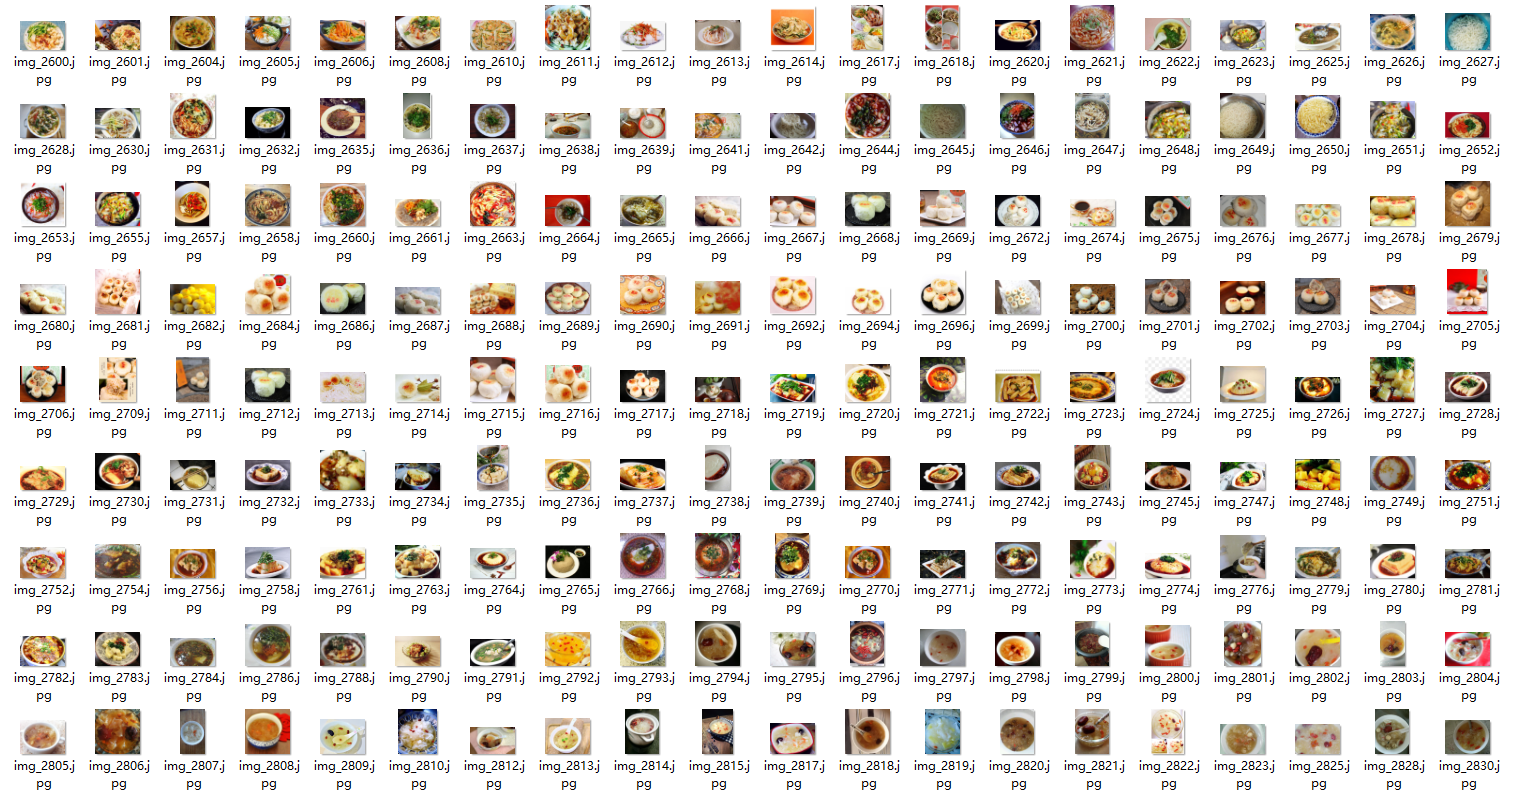 img_2600.jpg img_2601.jpg img_2604.jpg img_2605.jpg img_2606.jpg img_2608.jpg img_2610.jpg img_2611.jpg img_2612.jpg img_2613.jpg img_2614.jpg img_2617.jpg img_2618.jpg img_2620.jpg img_2621.jpg img_2622.jpg img_2623.jpg img_2625.jpg img_2626.jpg img_2627.jpg
img_2628.jpg img_2630.jpg img_2631.jpg img_2632.jpg img_2635.jpg img_2636.jpg img_2637.jpg img_2638.jpg img_2639.jpg img_2641.jpg img_2642.jpg img_2644.jpg img_2645.jpg img_2646.jpg img_2647.jpg img_2648.jpg img_2649.jpg img_2650.jpg img_2651.jpg img_2652.jpg
img_2653.jpg img_2655.jpg img_2657.jpg img_2658.jpg img_2660.jpg img_2661.jpg img_2663.jpg img_2664.jpg img_2665.jpg img_2666.jpg img_2667.jpg img_2668.jpg img_2669.jpg img_2672.jpg img_2674.jpg img_2675.jpg img_2676.jpg img_2677.jpg img_2678.jpg img_2679.jpg
img_2680.jpg img_2681.jpg img_2682.jpg img_2684.jpg img_2686.jpg img_2687.jpg img_2688.jpg img_2689.jpg img_2690.jpg img_2691.jpg img_2692.jpg img_2694.jpg img_2696.jpg img_2699.jpg img_2700.jpg img_2701.jpg img_2702.jpg img_2703.jpg img_2704.jpg img_2705.jpg
img_2706.jpg img_2709.jpg img_2711.jpg img_2712.jpg img_2713.jpg img_2714.jpg img_2715.jpg img_2716.jpg img_2717.jpg img_2718.jpg img_2719.jpg img_2720.jpg img_2721.jpg img_2722.jpg img_2723.jpg img_2724.jpg img_2725.jpg img_2726.jpg img_2727.jpg img_2728.jpg
img_2729.jpg img_2730.jpg img_2731.jpg img_2732.jpg img_2733.jpg img_2734.jpg img_2735.jpg img_2736.jpg img_2737.jpg img_2738.jpg img_2739.jpg img_2740.jpg img_2741.jpg img_2742.jpg img_2743.jpg img_2745.jpg img_2747.jpg img_2748.jpg img_2749.jpg img_2751.jpg
img_2752.jpg img_2754.jpg img_2756.jpg img_2758.jpg img_2761.jpg img_2763.jpg img_2764.jpg img_2765.jpg img_2766.jpg img_2768.jpg img_2769.jpg img_2770.jpg img_2771.jpg img_2772.jpg img_2773.jpg img_2774.jpg img_2776.jpg img_2779.jpg img_2780.jpg img_2781.jpg
img_2782.jpg img_2783.jpg img_2784.jpg img_2786.jpg img_2788.jpg img_2790.jpg img_2791.jpg img_2792.jpg img_2793.jpg img_2794.jpg img_2795.jpg img_2796.jpg img_2797.jpg img_2798.jpg img_2799.jpg img_2800.jpg img_2801.jpg img_2802.jpg img_2803.jpg img_2804.jpg
img_2805.jpg img_2806.jpg img_2807.jpg img_2808.jpg img_2809.jpg img_2810.jpg img_2812.jpg img_2813.jpg img_2814.jpg img_2815.jpg img_2817.jpg img_2818.jpg img_2819.jpg img_2820.jpg img_2821.jpg img_2822.jpg img_2823.jpg img_2825.jpg img_2828.jpg img_2830.jpg